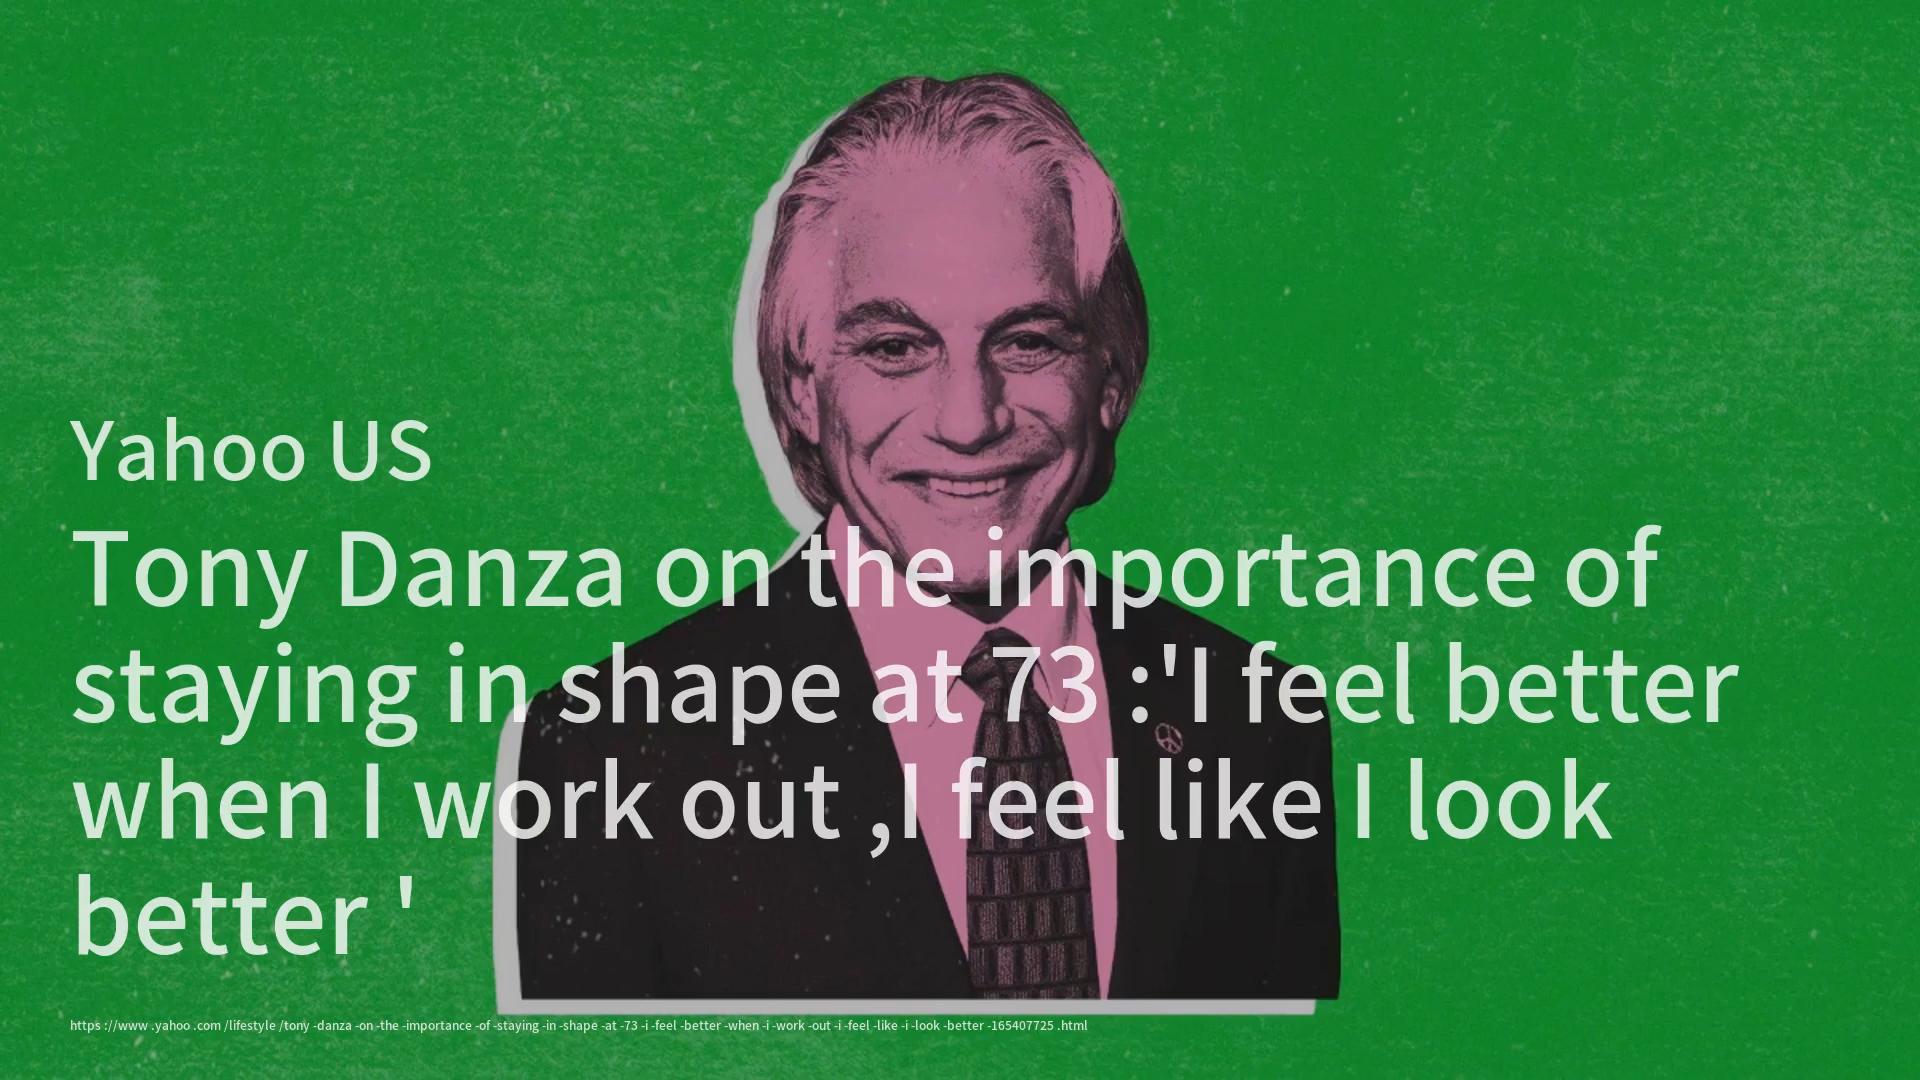 Yahoo US
Tony Danza on the importance of
staying in shape at 73 :'I feel better
when I work out ,I feel like I look
better '
https ://www .yahoo .com /lifestyle /tony -danza -on -the -importance -of -staying -in -shape -at -73 -i -feel -better -when -i -work -out -i -feel -like -i -look -better -165407725 .html